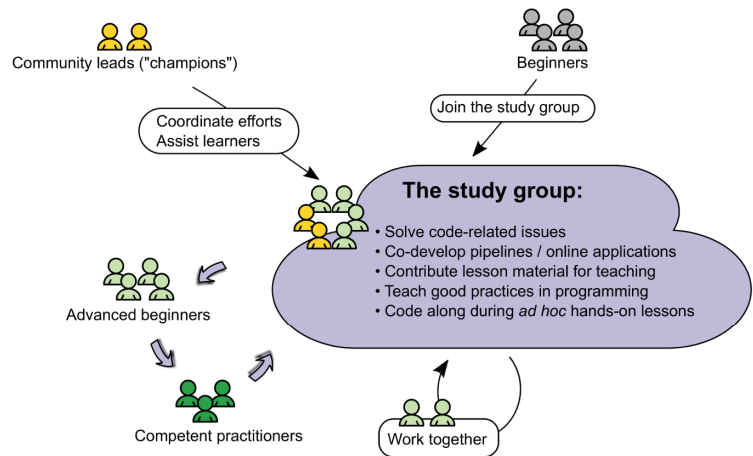 Community leads ("champions")
Beginners
Coordinate efforts
Assist learners
Join the study group
The study group:
• Solve code-related issues
• Co-develop pipelines / online applications
• Contribute lesson material for teaching
• Teach good practices in programming
• Code along during ad hoc hands-on lessons
Advanced beginners
Competent practitioners
Work together